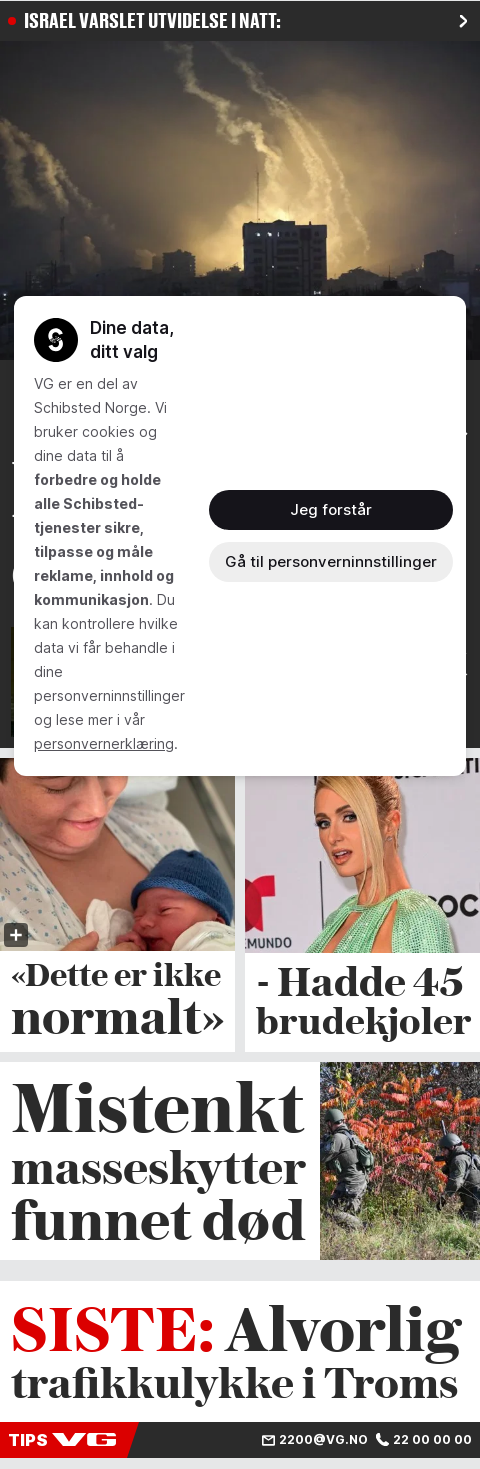 ISRAEL VARSLET UTVIDELSE I NATT:
Dine data,
ditt valg
VG er en del av
Schibsted Norge. Vi
bruker cookies og
dine data til å
forbedre og holde
alle Schibsted-
tjenester sikre,
tilpasse og måle
reklame, innhold og
kommunikasjon. Du
kan kontrollere hvilke
data vi får behandle i
dine
personverninnstillinger
og lese mer i vår
personvernerklæring.
Jeg forstår
Gå til personverninnstillinger
EMUNDO
«Dette er ikke
normalt»
- Hadde 45
brudekjoler
Mistenkt
masseskytter
funnet død
SISTE: Alvorlig
trafikkulykke i Troms
TIPS VG
2200@VG.NO 22 00 00 00